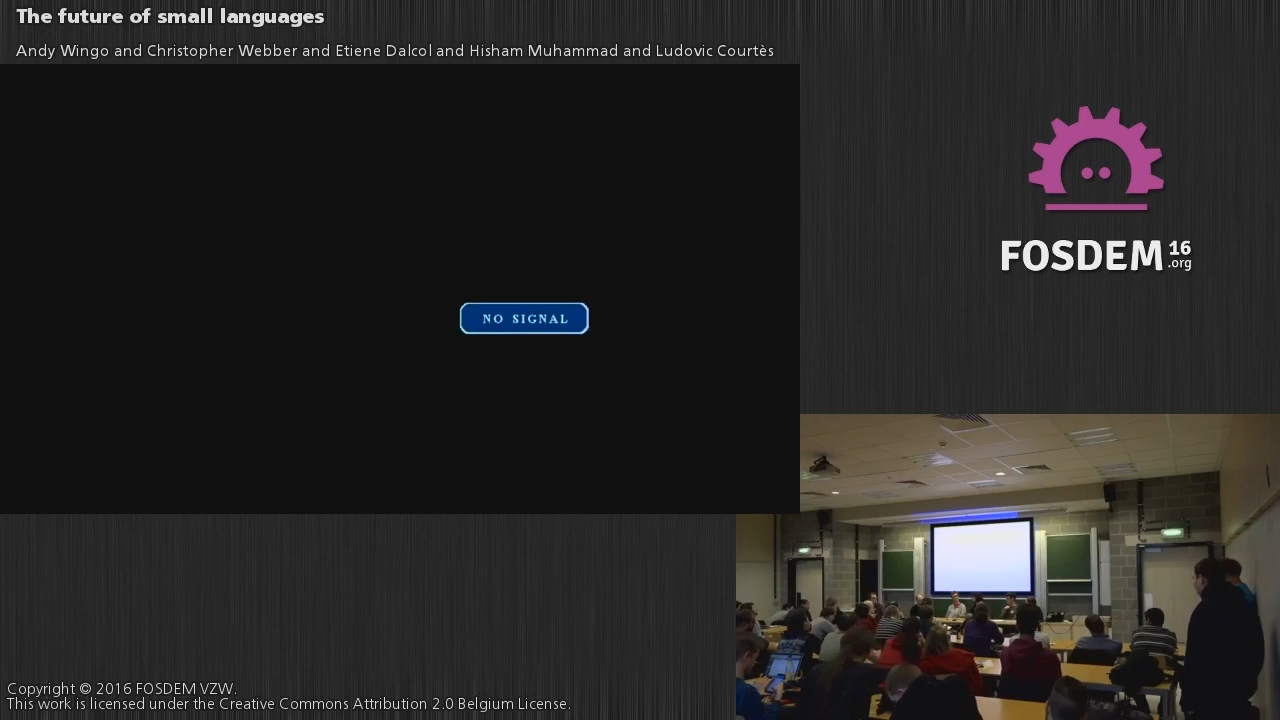 The future of small languages
Andy Wingo and Christopher Webber and Etiene Dalcol and Hisham Muhammad and Ludovic Courtès
NO SIGNAL
FOSDEM 16
.org
Copyright © 2016 FOSDEM VZW.
This work is licensed under the Creative Commons Attribution 2.0 Belgium License.